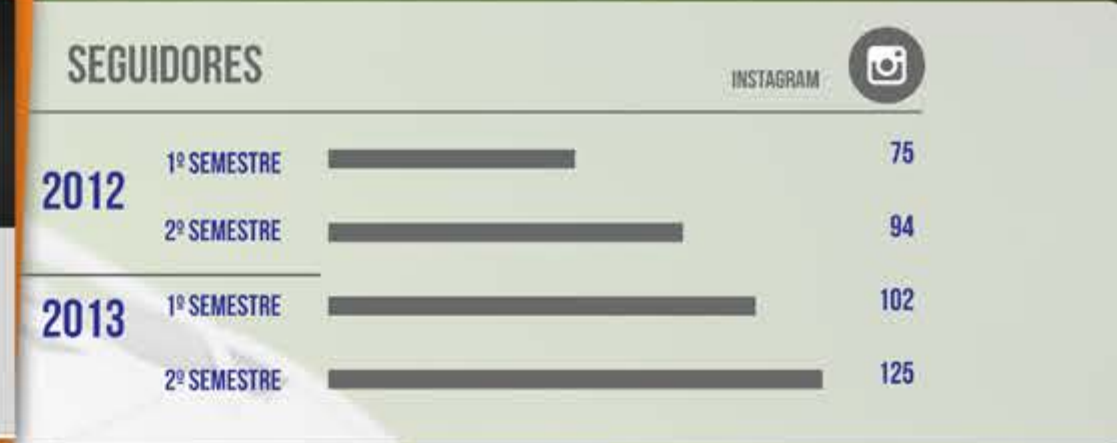 SEGUIDORES
INSTAGRAM
2012
1º SEMESTRE 75
2º SEMESTRE 94
2013
1º SEMESTRE 102
2º SEMESTRE 125